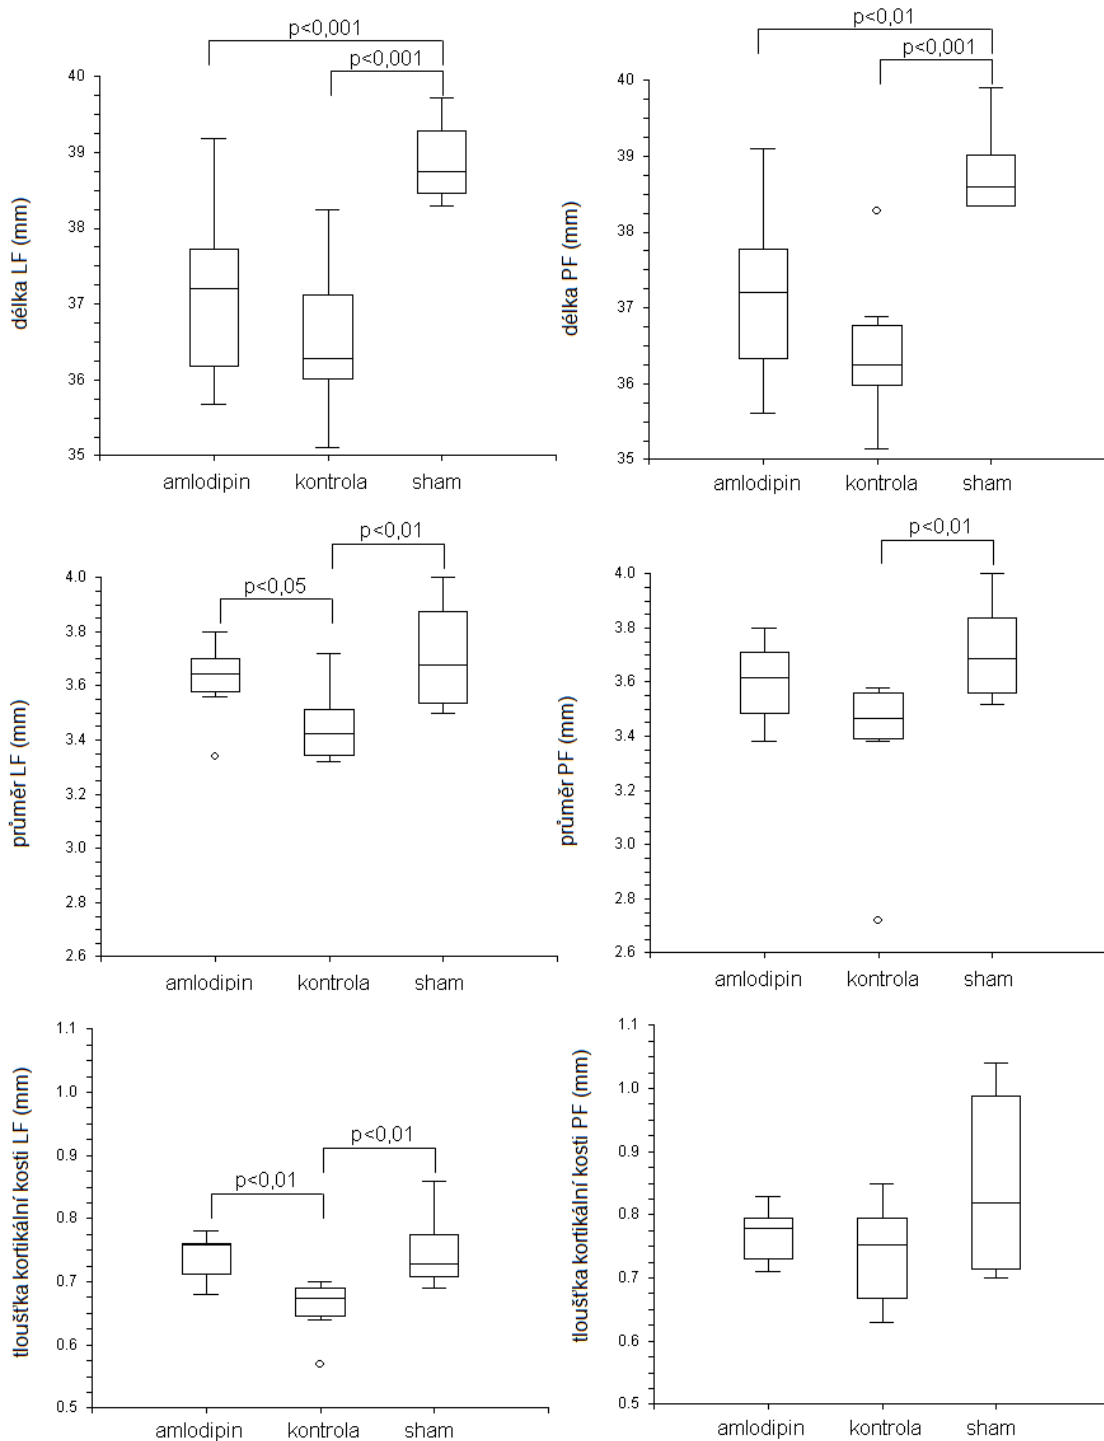 p<0,001
p<0,001
délka LF (mm)
40
39
38
37
36
35
amlodipin kontrola sham
p<0,01
p<0,001
délka PF (mm)
40
39
38
37
36
35
amlodipin kontrola sham
p<0,01
p<0,05
průměr LF (mm)
4.0
3.8
3.6
3.4
3.2
3.0
2.8
2.6
amlodipin kontrola sham
p<0,01
průměr PF (mm)
4.0
3.8
3.6
3.4
3.2
3.0
2.8
2.6
amlodipin kontrola sham
p<0,01
p<0,01
tloušťka kortikální kosti LF (mm)
1.1
1.0
0.9
0.8
0.7
0.6
0.5
amlodipin kontrola sham
tloušťka kortikální kosti PF (mm)
1.1
1.0
0.9
0.8
0.7
0.6
0.5
amlodipin kontrola sham